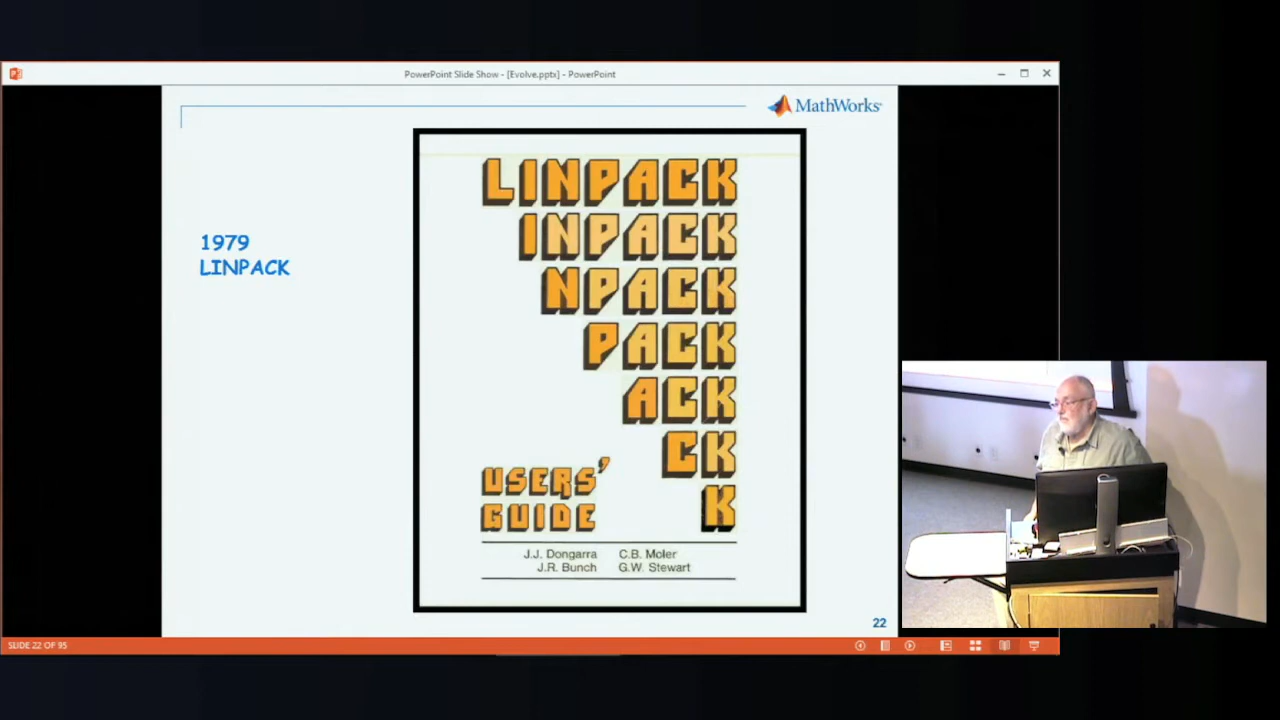 PowerPoint Slide Show - [Evolve.pptx] - PowerPoint
MathWorks
1979
LINPACK
LINPACK
INPACK
NPACK
PACK
ACK
CK
K
USERS'
GUIDE
J.J. Dongarra C.B. Moler
J.R. Bunch G.W. Stewart
22
SLIDE 22 OF 95